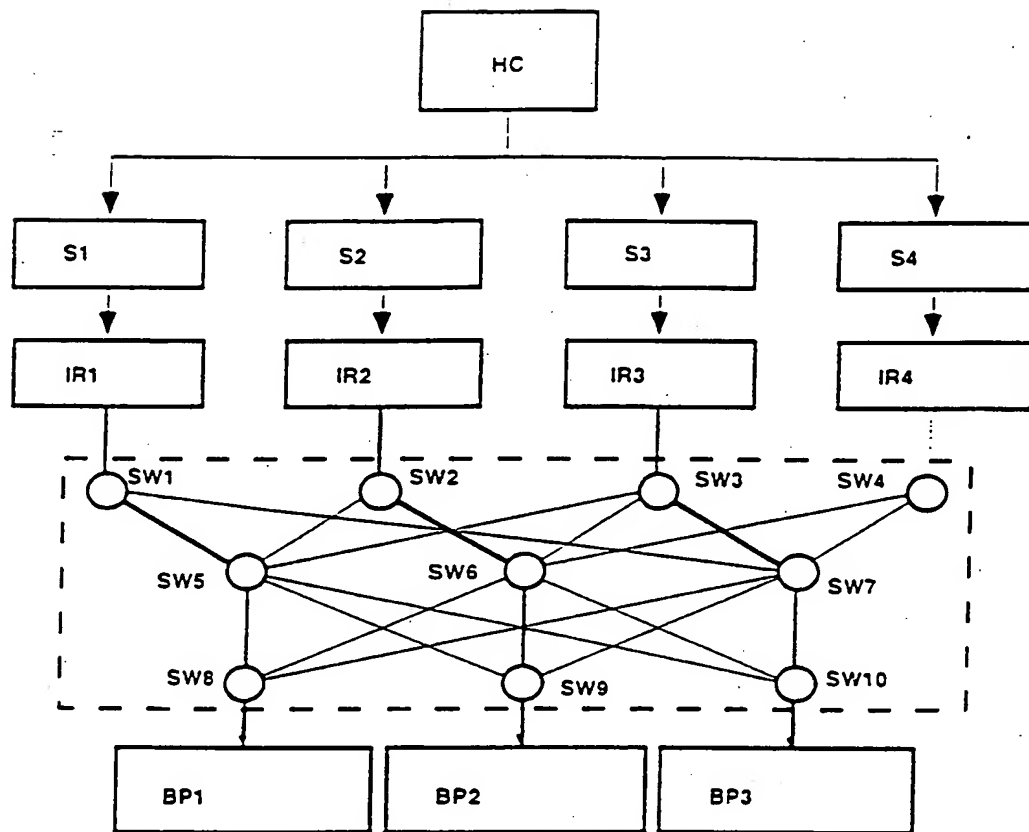 HC
S1 S2 S3 S4
IR1 IR2 IR3 IR4
SW1 SW2 SW3 SW4
SW5 SW6 SW7
SW8 SW9 SW10
BP1 BP2 BP3